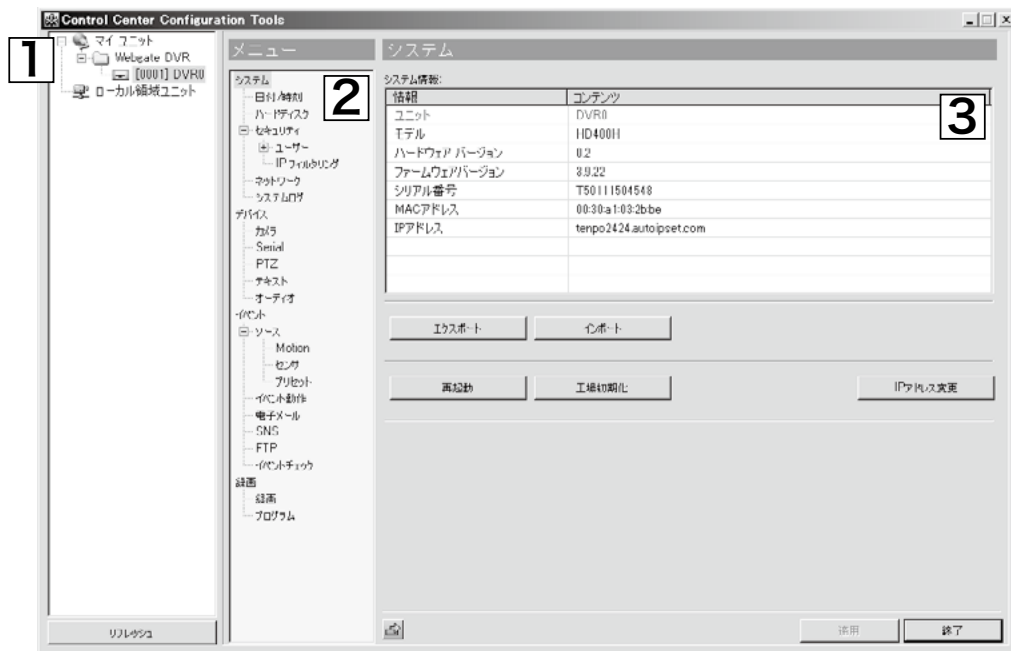 Control Center Configuration Tools
1
マイ ユニット
Webgate DVR
[0001] DVR0
ローカル領域ユニット
リフレッシュ
メニュー
2
システム
日付/時刻
ハードディスク
セキュリティ
ユーザー
IPフィルタリング
ネットワーク
システムログ
デバイス
カメラ
Serial
PTZ
テキスト
オーディオ
イベント
ソース
Motion
センサ
プリセット
イベント動作
電子メール
SNS
FTP
イベントチェック
録画
録画
プログラム
システム
3
システム情報:
情報 コンテンツ
ユニット DVR0
モデル HD400H
ハードウェア バージョン 0.2
ファームウェアバージョン 3.9.22
シリアル番号 T50111504548
MACアドレス 00:30:a1:03:2b:be
IPアドレス tenpo2424.autoipset.com
エクスポート インポート
再起動 工場初期化 IPアドレス変更
適用 終了